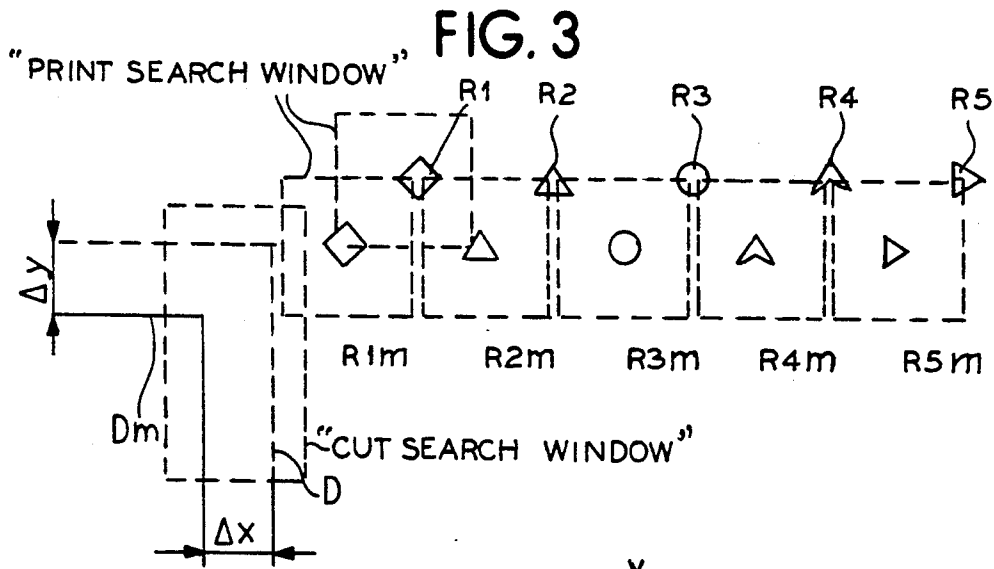 FIG. 3
"PRINT SEARCH WINDOW"
R1 R2 R3 R4 R5
Δy
R1m R2m R3m R4m R5m
Dm
"CUT SEARCH WINDOW"
D
Δx